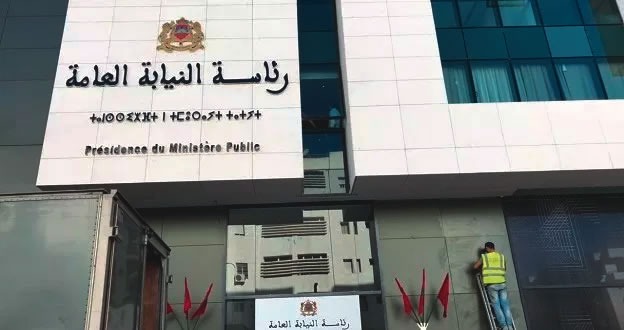 رئاسة النيابة العامة
Présidence du Ministère Public
رئاسة النيابة العامة